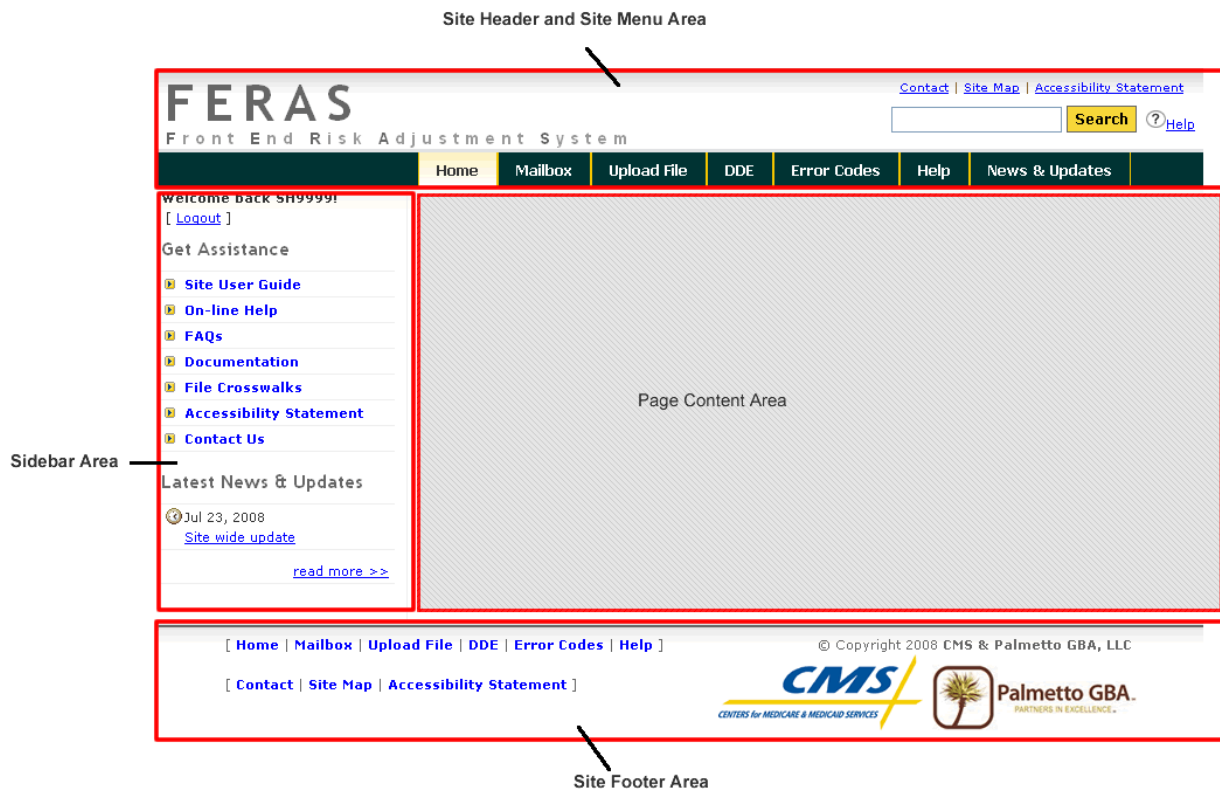 Site Header and Site Menu Area
FERAS
Front End Risk Adjustment System
Contact | Site Map | Accessibility Statement
Search
? Help
Home Mailbox Upload File DDE Error Codes Help News & Updates
Welcome back SH9999!
[ Logout ]
Get Assistance
Site User Guide
On-line Help
FAQs
Documentation
File Crosswalks
Accessibility Statement
Contact Us
Page Content Area
Sidebar Area
Latest News & Updates
Jul 23, 2008
Site wide update
read more >>
[ Home | Mailbox | Upload File | DDE | Error Codes | Help ]
[ Contact | Site Map | Accessibility Statement ]
© Copyright 2008 CMS & Palmetto GBA, LLC
CMS
CENTERS for MEDICARE & MEDICAID SERVICES
Palmetto GBA
PARTNERS IN EXCELLENCE
Site Footer Area